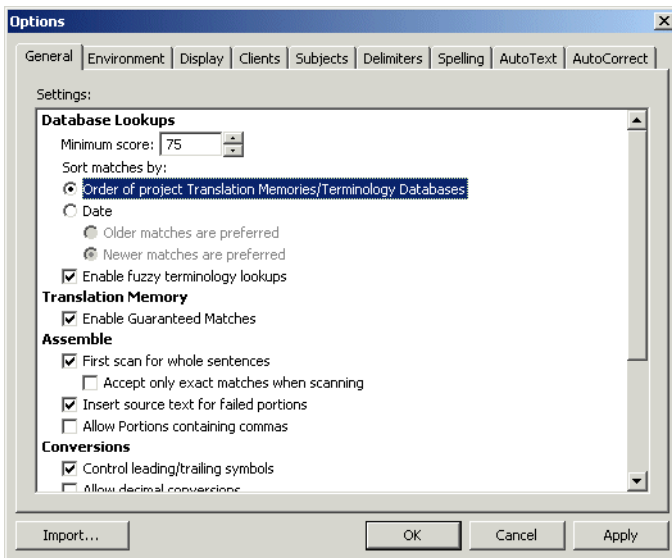 Options
General Environment Display Clients Subjects Delimiters Spelling AutoText AutoCorrect
Settings:
Database Lookups
Minimum score: 75
Sort matches by:
Order of project Translation Memories/Terminology Databases
Date
Older matches are preferred
Newer matches are preferred
Enable fuzzy terminology lookups
Translation Memory
Enable Guaranteed Matches
Assemble
First scan for whole sentences
Accept only exact matches when scanning
Insert source text for failed portions
Allow Portions containing commas
Conversions
Control leading/trailing symbols
Allow decimal conversions
Import... OK Cancel Apply